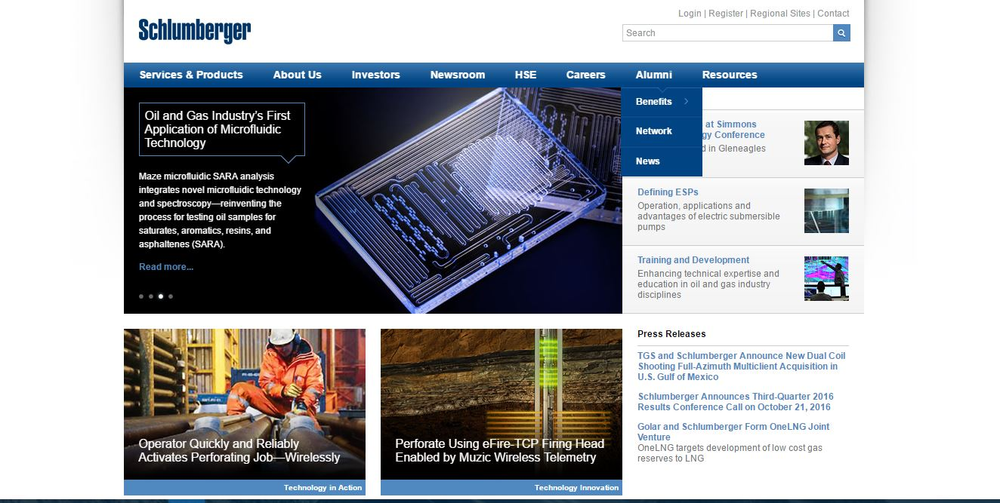 Schlumberger
Login | Register | Regional Sites | Contact
Search
Services & Products About Us Investors Newsroom HSE Careers Alumni Resources
Benefits
Network
News
Oil and Gas Industry's First
Application of Microfluidic
Technology
Maze microfluidic SARA analysis
integrates novel microfluidic technology
and spectroscopy—reinventing the
process for testing oil samples for
saturates, aromatics, resins, and
asphaltenes (SARA).
Read more...
at Simmons
Conference
in Gleneagles
Defining ESPs
Operation, applications and
advantages of electric submersible
pumps
Training and Development
Enhancing technical expertise and
education in oil and gas industry
disciplines
Operator Quickly and Reliably
Activates Perforating Job—Wirelessly
Technology in Action
Perforate Using eFire-TCP Firing Head
Enabled by Muzic Wireless Telemetry
Technology Innovation
Press Releases
TGS and Schlumberger Announce New Dual Coil
Shooting Full-Azimuth Multiclient Acquisition in
U.S. Gulf of Mexico
Schlumberger Announces Third-Quarter 2016
Results Conference Call on October 21, 2016
Golar and Schlumberger Form OneLNG Joint
Venture
OneLNG targets development of low cost gas
reserves to LNG